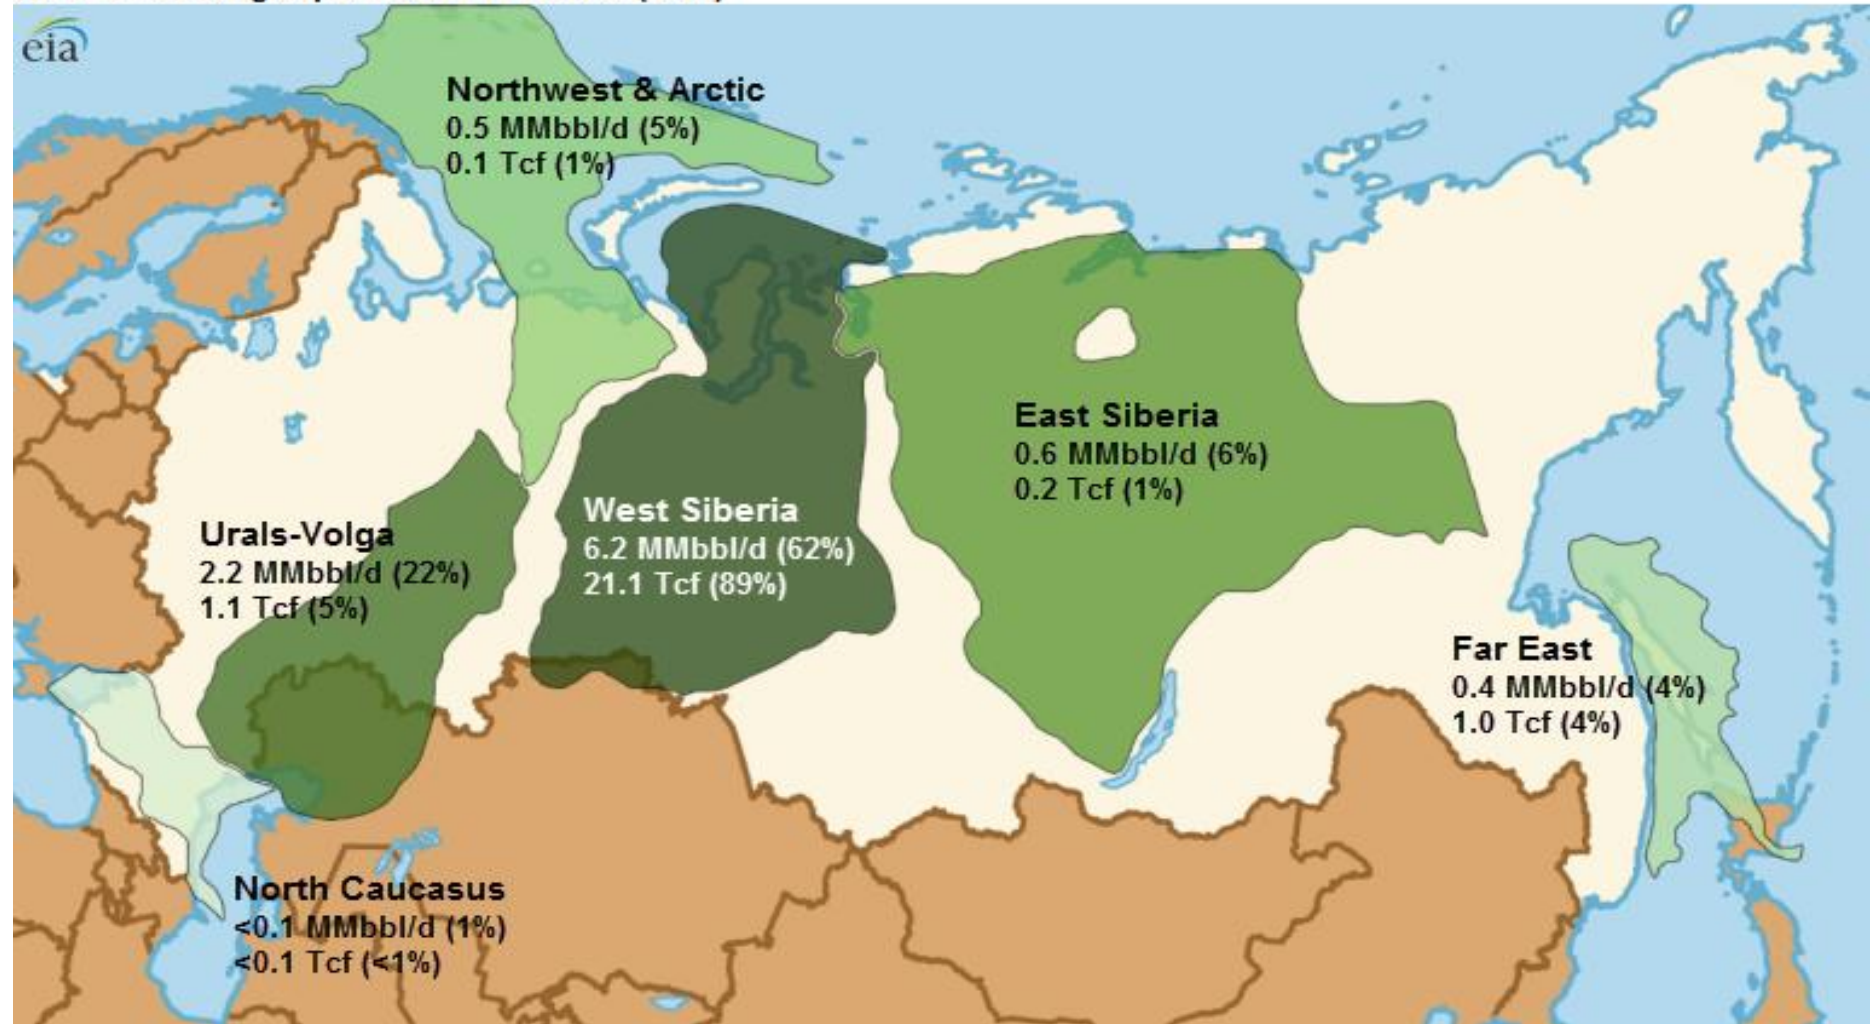 eia
Northwest & Arctic
0.5 MMbbl/d (5%)
0.1 Tcf (1%)
East Siberia
0.6 MMbbl/d (6%)
0.2 Tcf (1%)
West Siberia
6.2 MMbbl/d (62%)
21.1 Tcf (89%)
Urals-Volga
2.2 MMbbl/d (22%)
1.1 Tcf (5%)
Far East
0.4 MMbbl/d (4%)
1.0 Tcf (4%)
North Caucasus
<0.1 MMbbl/d (1%)
<0.1 Tcf (<1%)